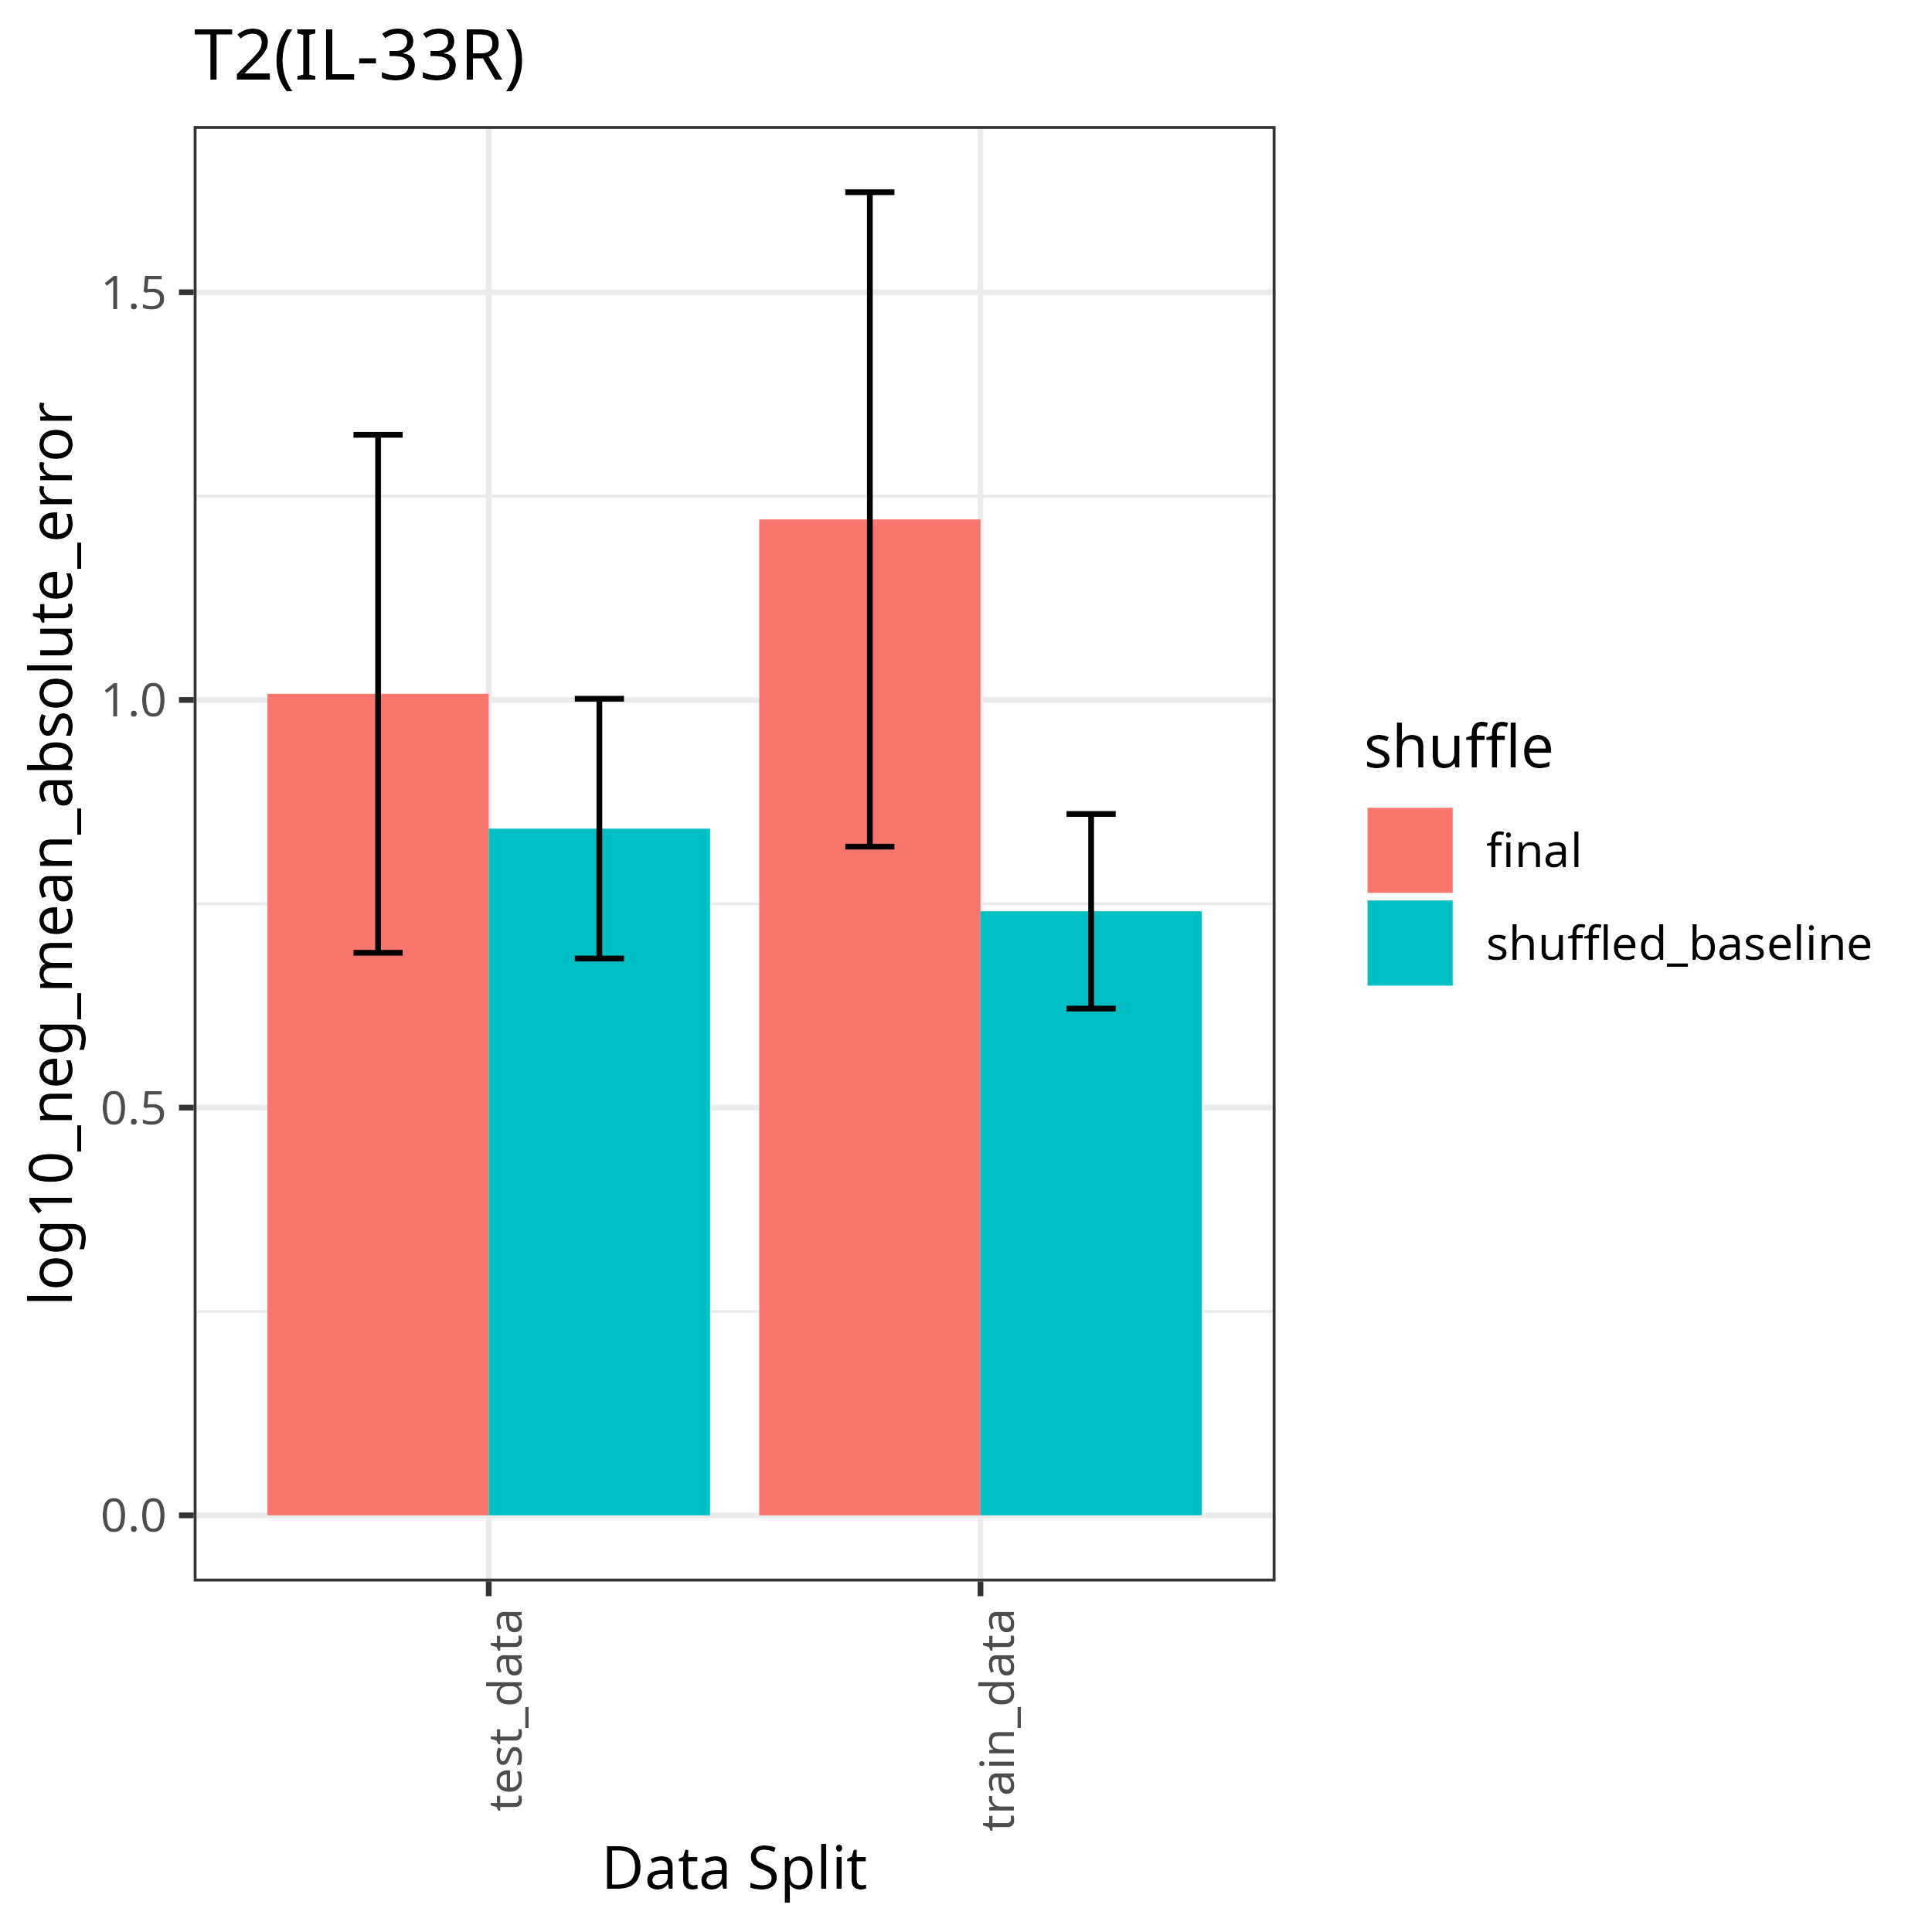 T2(IL-33R)
log10_neg_mean_absolute_error
1.5
1.0
0.5
0.0
test_data
train_data
Data Split
shuffle
final
shuffled_baseline